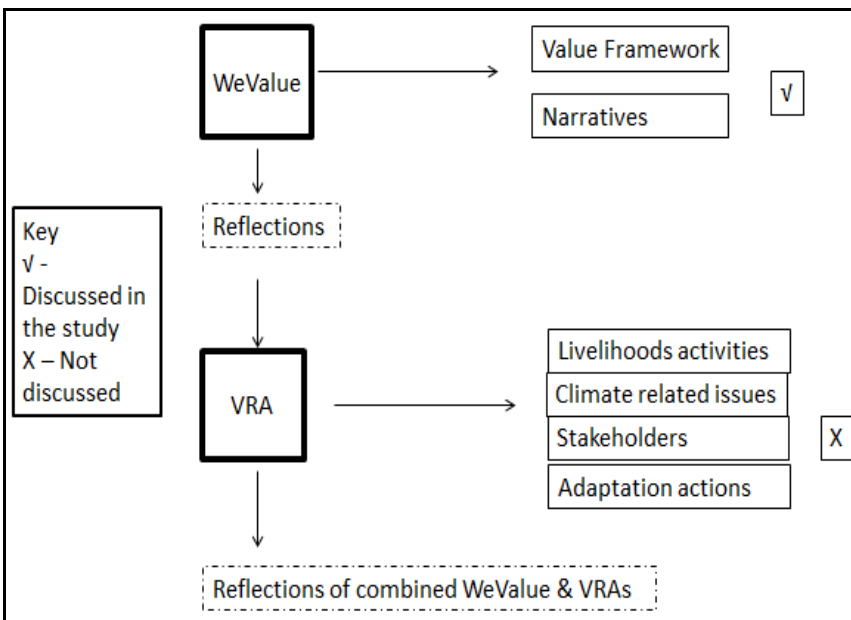 WeValue
Value Framework
√
Narratives
Reflections
Key
√ -
Discussed in
the study
X – Not
discussed
VRA
Livelihoods activities
Climate related issues
Stakeholders
X
Adaptation actions
Reflections of combined WeValue & VRAs